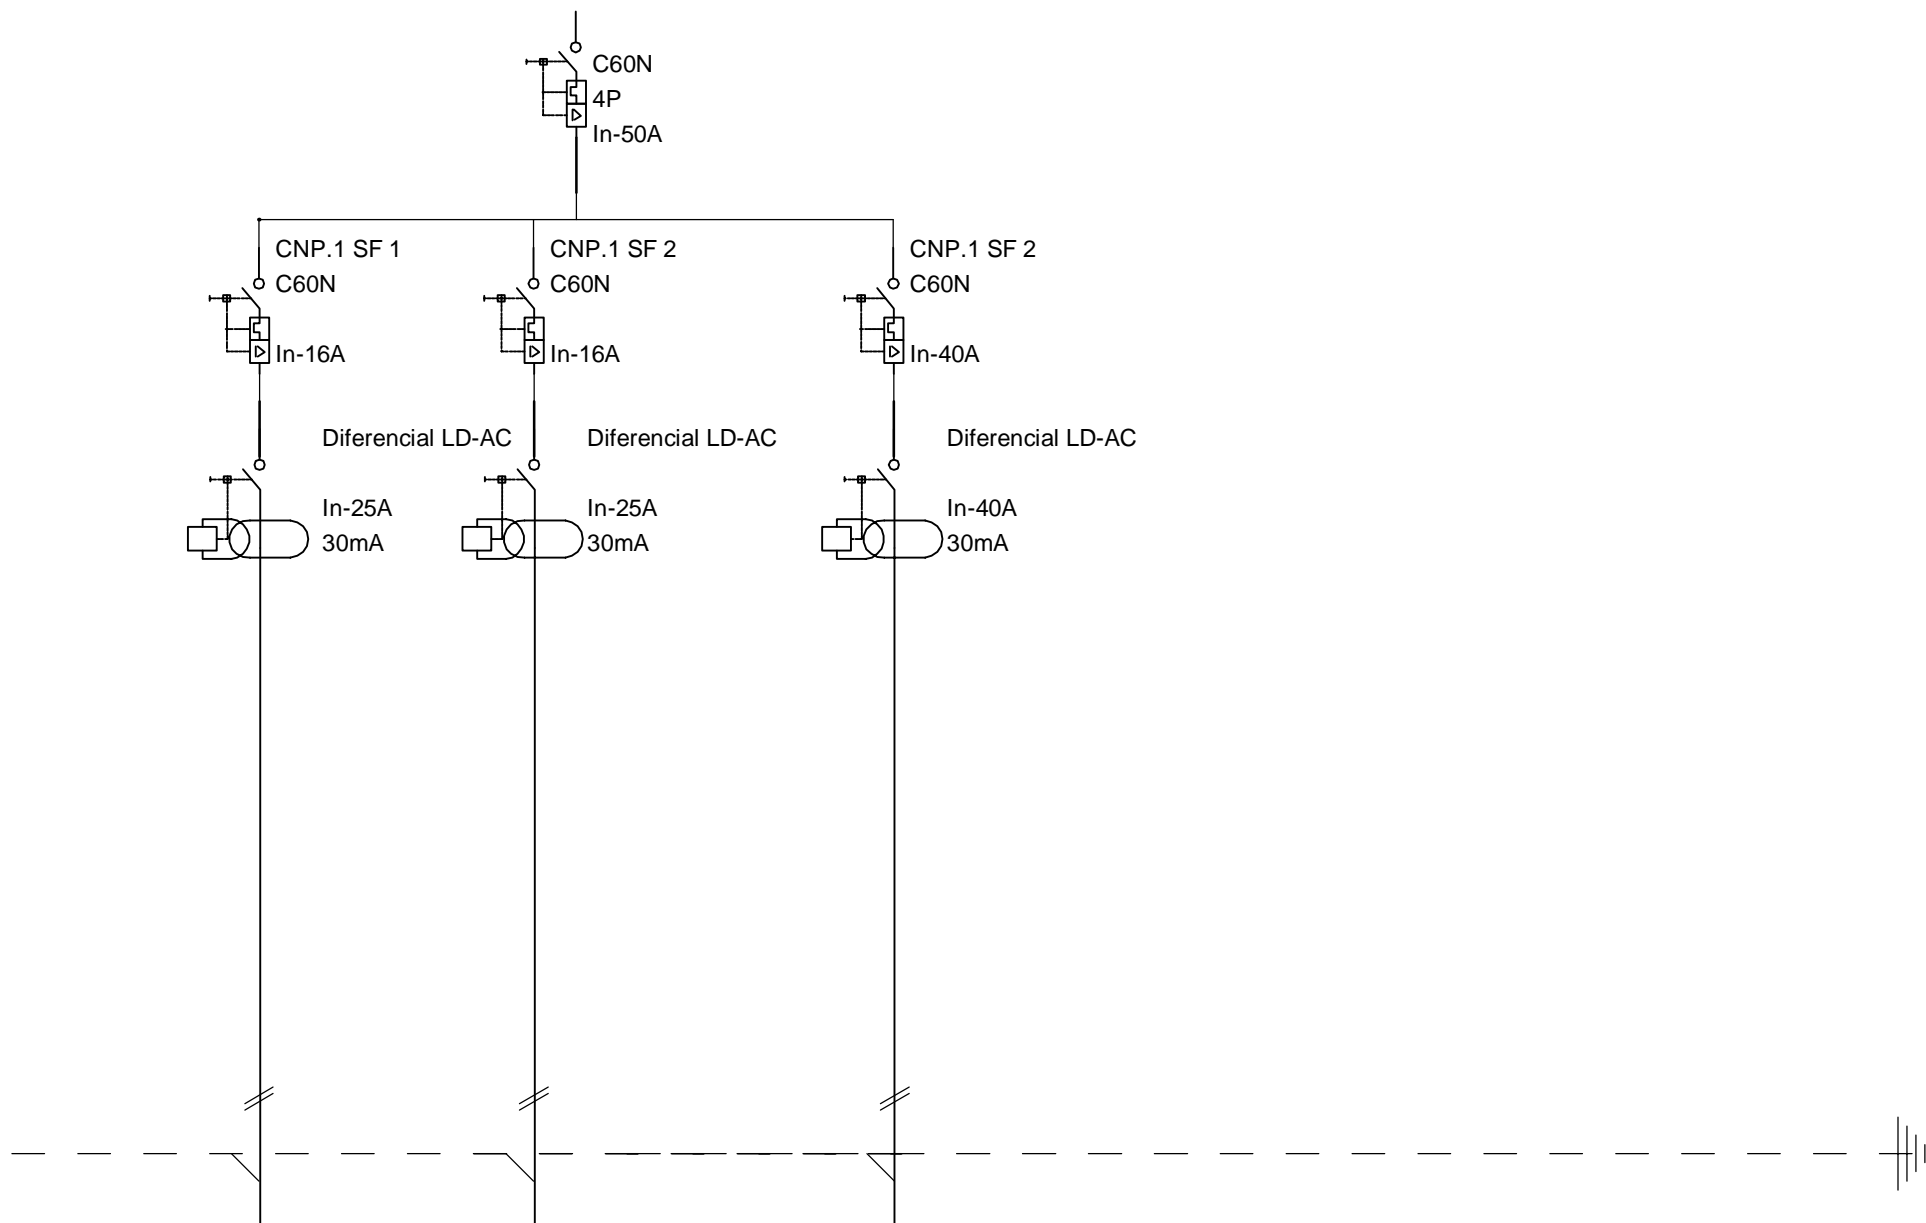 C60N
4P
In-50A
CNP.1 SF 1
C60N
In-16A
CNP.1 SF 2
C60N
In-16A
CNP.1 SF 2
C60N
In-40A
Diferencial LD-AC
In-25A
30mA
Diferencial LD-AC
In-25A
30mA
Diferencial LD-AC
In-40A
30mA